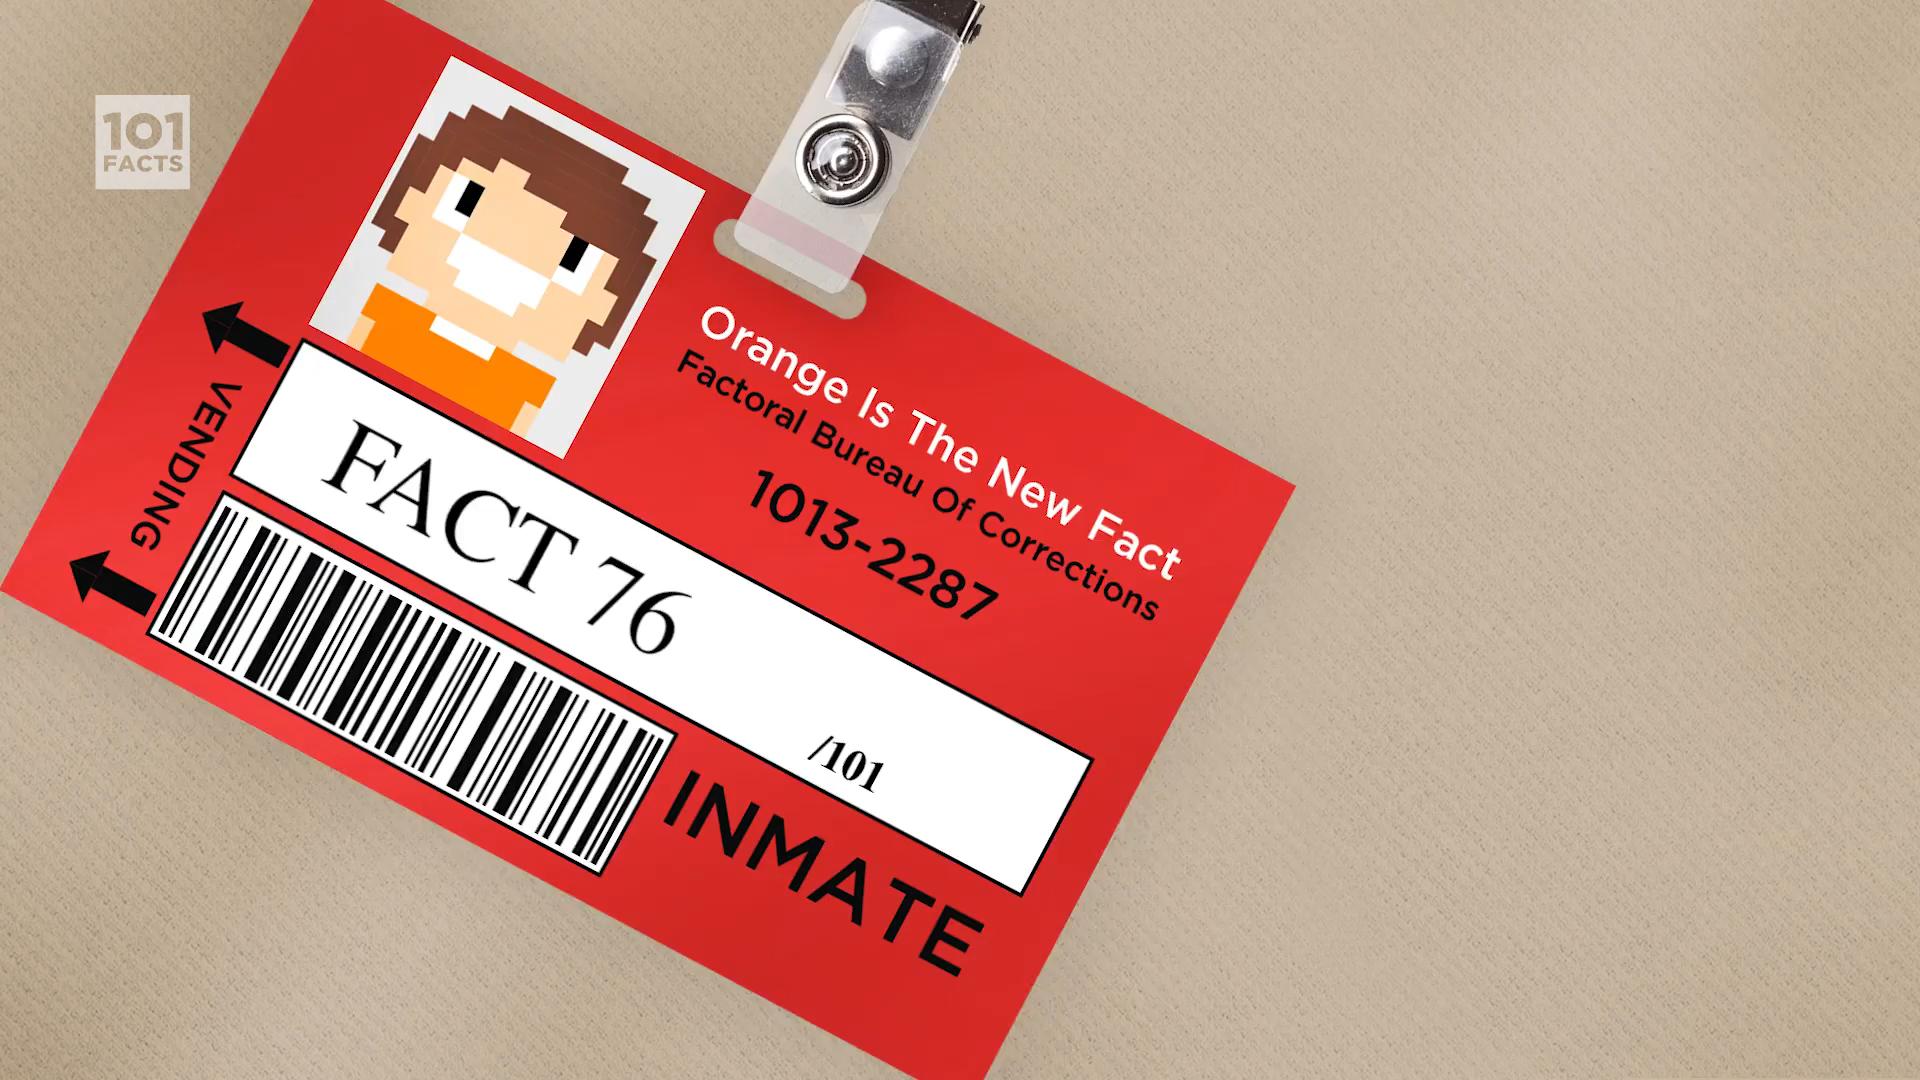 101
FACTS
Orange Is The New Fact
Factoral Bureau Of Corrections
1013-2287
VENDING
FACT 76
/101
INMATE